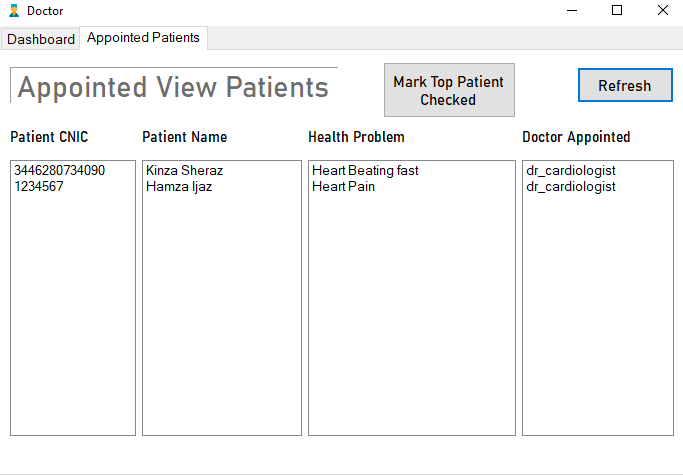 Doctor
Dashboard Appointed Patients
Appointed View Patients
Mark Top Patient
Checked
Refresh
Patient CNIC Patient Name Health Problem Doctor Appointed
3446280734090 Kinza Sheraz Heart Beating fast dr_cardiologist
1234567 Hamza Ijaz Heart Pain dr_cardiologist